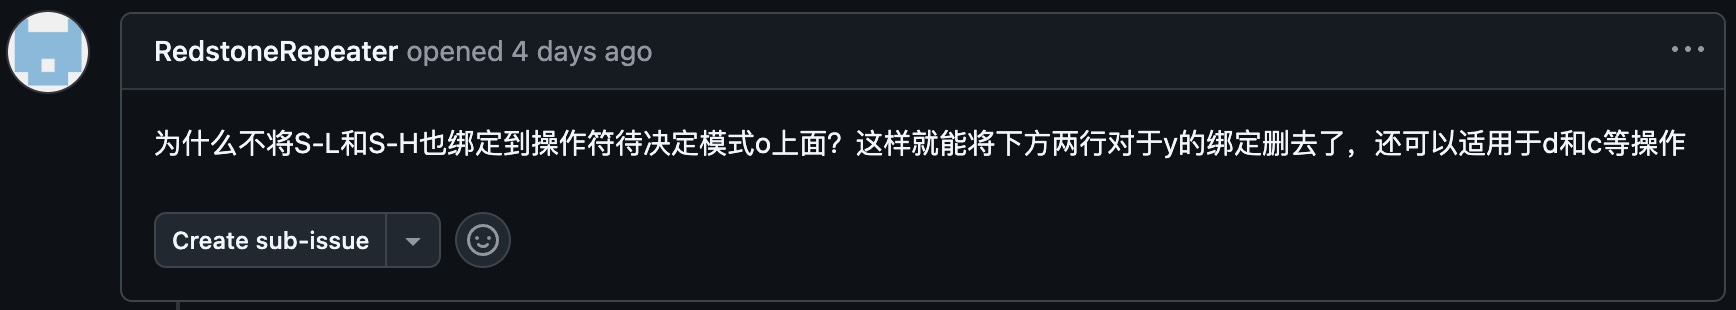 RedstoneRepeater opened 4 days ago
为什么不将S-L和S-H也绑定到操作符待决定模式o上面？这样就能将下方两行对于y的绑定删去了，还可以适用于d和c等操作
Create sub-issue